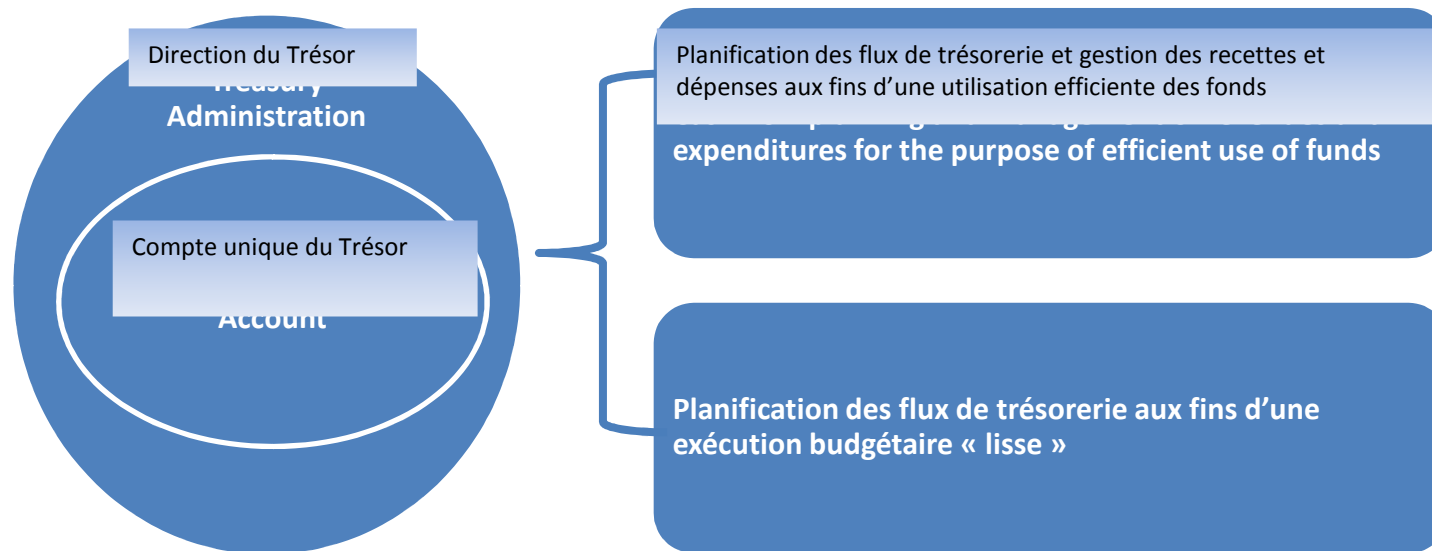 Direction du Trésor
Treasury
Administration
Compte unique du Trésor
Account
Planification des flux de trésorerie et gestion des recettes et
dépenses aux fins d’une utilisation efficiente des fonds
expenditures for the purpose of efficient use of funds
Planification des flux de trésorerie aux fins d’une
exécution budgétaire « lisse »